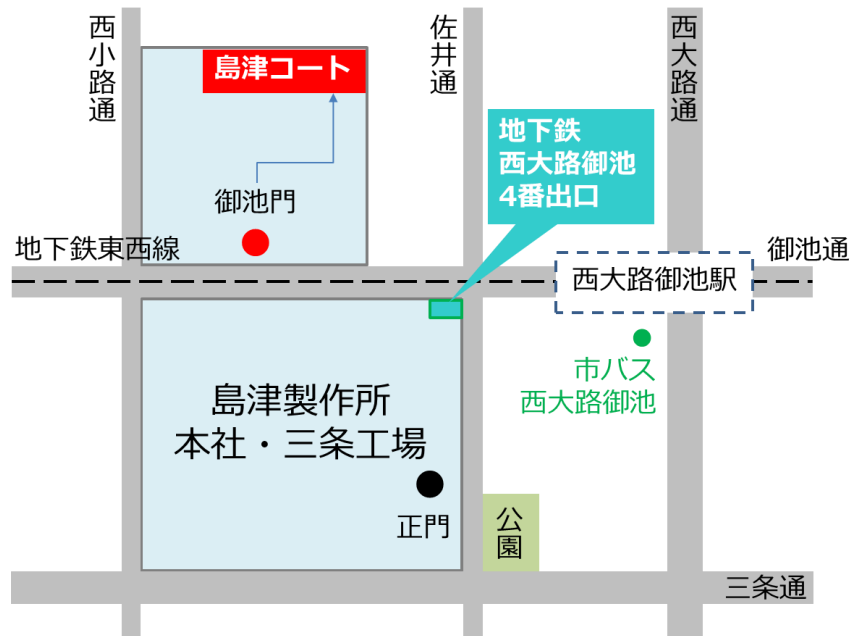 西小路通
佐井通
西大路通
島津コート
地下鉄
西大路御池
4番出口
御池門
地下鉄東西線
御池通
西大路御池駅
市バス
西大路御池
島津製作所
本社・三条工場
正門
公園
三条通